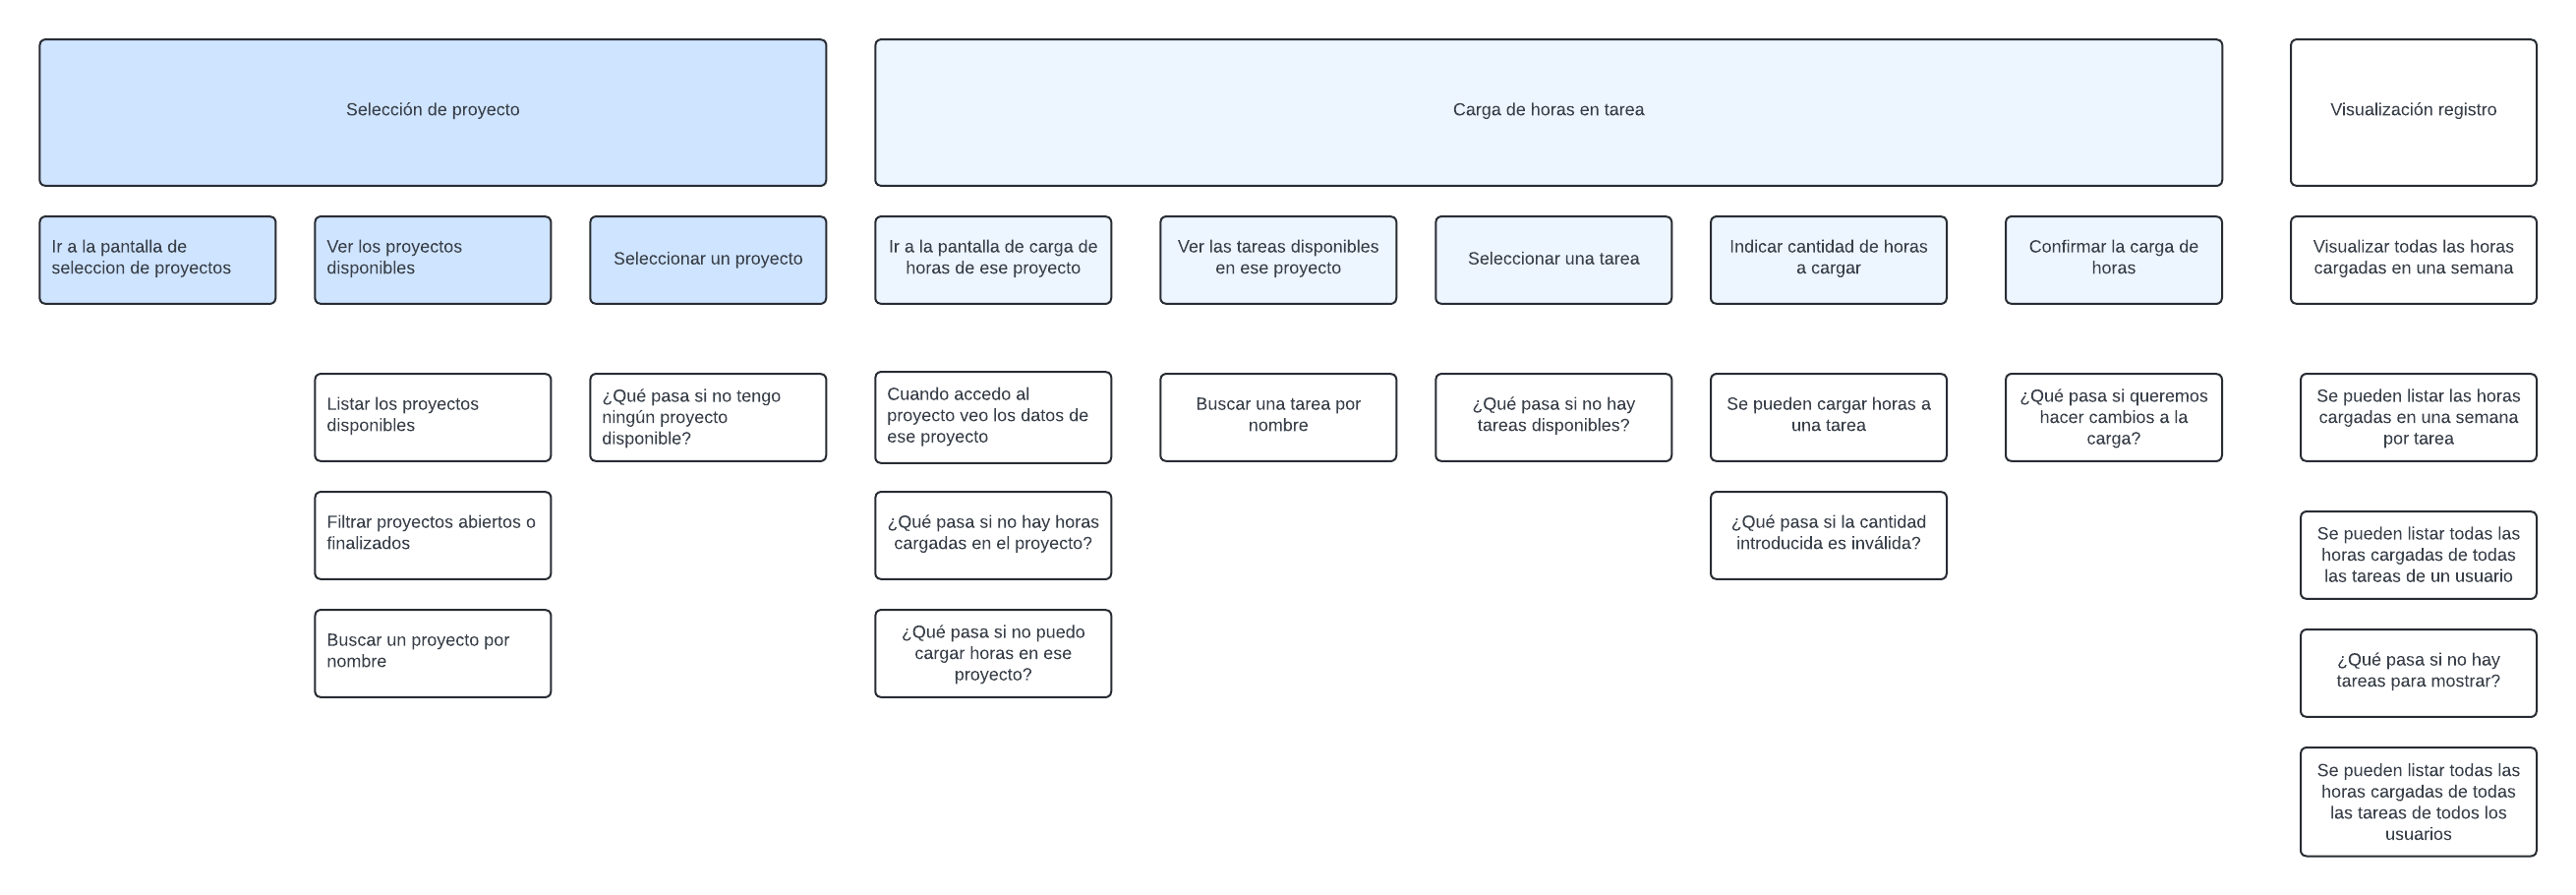 Selección de proyecto
Carga de horas en tarea
Visualización registro
Ir a la pantalla de
seleccion de proyectos
Ver los proyectos
disponibles
Seleccionar un proyecto
Ir a la pantalla de carga de
horas de ese proyecto
Ver las tareas disponibles
en ese proyecto
Seleccionar una tarea
Indicar cantidad de horas
a cargar
Confirmar la carga de
horas
Visualizar todas las horas
cargadas en una semana
Listar los proyectos
disponibles
¿Qué pasa si no tengo
ningún proyecto
disponible?
Cuando accedo al
proyecto veo los datos de
ese proyecto
Buscar una tarea por
nombre
¿Qué pasa si no hay
tareas disponibles?
Se pueden cargar horas a
una tarea
¿Qué pasa si queremos
hacer cambios a la
carga?
Se pueden listar las horas
cargadas en una semana
por tarea
Filtrar proyectos abiertos o
finalizados
¿Qué pasa si no hay horas
cargadas en el proyecto?
¿Qué pasa si la cantidad
introducida es inválida?
Se pueden listar todas las
horas cargadas de todas
las tareas de un usuario
Buscar un proyecto por
nombre
¿Qué pasa si no puedo
cargar horas en ese
proyecto?
¿Qué pasa si no hay
tareas para mostrar?
Se pueden listar todas las
horas cargadas de todas
las tareas de todos los
usuarios